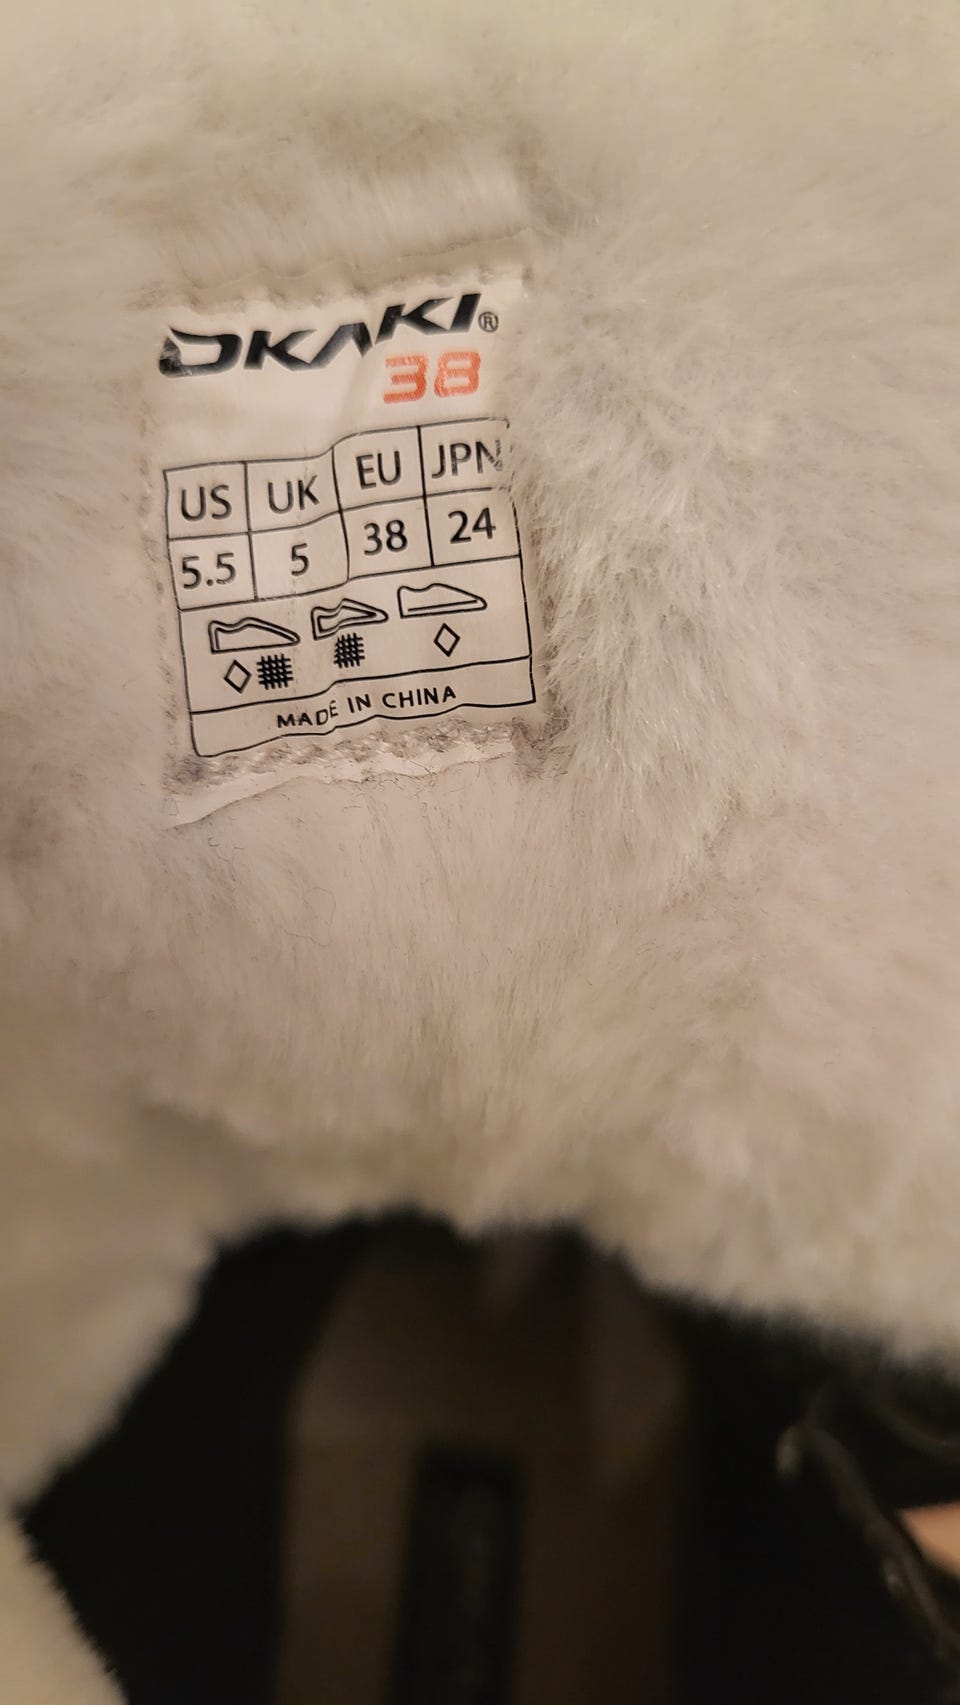 OKAKI®
38
US UK EU JPN
5.5 5 38 24
MADE IN CHINA